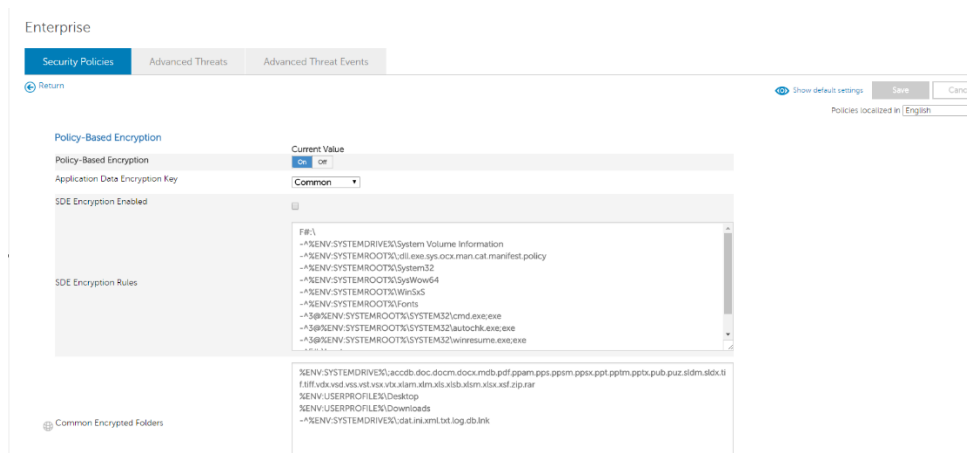 Enterprise
Security Policies Advanced Threats Advanced Threat Events
Return
Show default settings Save Canc
Policies localized in English
Policy-Based Encryption
Current Value
Policy-Based Encryption On Off
Application Data Encryption Key Common
SDE Encryption Enabled
SDE Encryption Rules
F#:\
-^%ENV:SYSTEMDRIVE%\System Volume Information
-^%ENV:SYSTEMROOT%\;dll.exe.sys.ocx.man.cat.manifest.policy
-^%ENV:SYSTEMROOT%\System32
-^%ENV:SYSTEMROOT%\SysWow64
-^%ENV:SYSTEMROOT%\WinSxS
-^%ENV:SYSTEMROOT%\Fonts
-^3@%ENV:SYSTEMROOT%\SYSTEM32\cmd.exe;exe
-^3@%ENV:SYSTEMROOT%\SYSTEM32\autochk.exe;exe
-^3@%ENV:SYSTEMROOT%\SYSTEM32\winresume.exe;exe
Common Encrypted Folders
%ENV:SYSTEMDRIVE%\;accdb.doc.docm.docx.mdb.pdf.ppam.pps.ppsm.ppsx.ppt.pptm.pptx.pub.puz.sldm.sldx.ti
f.tiff.vdx.vsd.vss.vst.vsx.vtx.xlam.xlm.xls.xlsb.xlsm.xlsx.xsf.zip.rar
%ENV:USERPROFILE%\Desktop
%ENV:USERPROFILE%\Downloads
-^%ENV:SYSTEMDRIVE%\;dat.ini.xml.txt.log.db.lnk